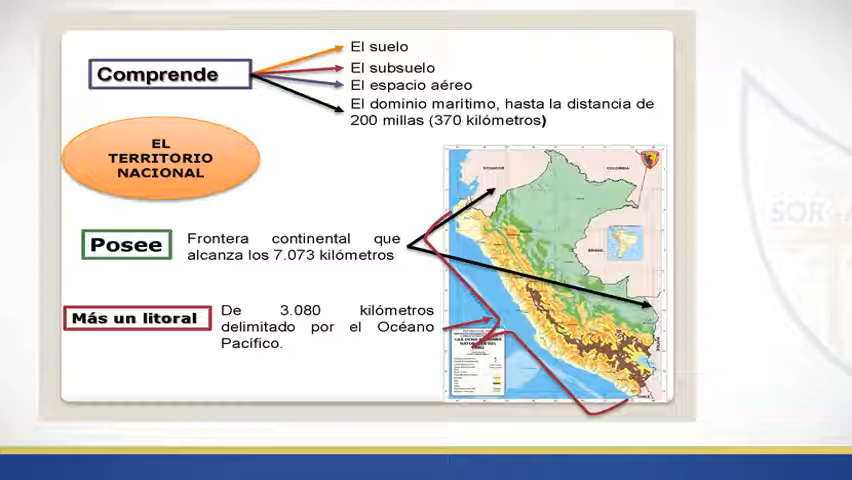 El suelo
Comprende
El subsuelo
El espacio aéreo
El dominio marítimo, hasta la distancia de
200 millas (370 kilómetros)
EL
TERRITORIO
NACIONAL
ECUADOR
COLOMBIA
Posee
Frontera continental que
alcanza los 7.073 kilómetros
BRASIL
Más un litoral
De 3.080 kilómetros
delimitado por el Océano
Pacífico.
SOR